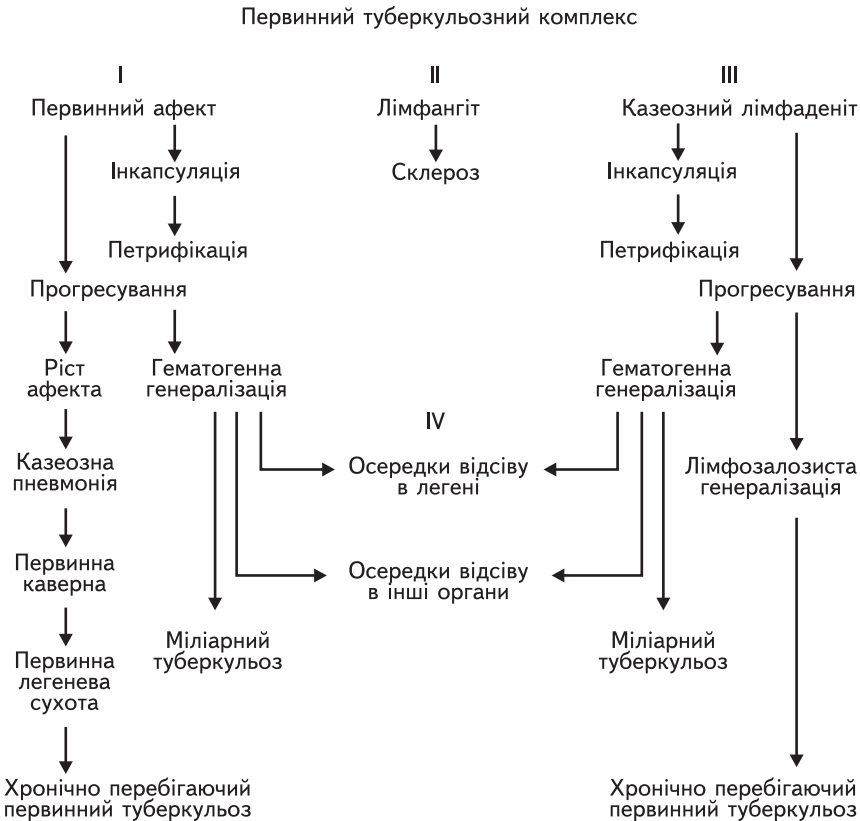 Первинний туберкульозний комплекс
I
II
III
Первинний афект
Лімфангіт
Казеозний лімфаденіт
Інкапсуляція
Склероз
Інкапсуляція
Петрифікація
Петрифікація
Прогресування
Прогресування
Ріст
афекта
Гематогенна
генералізація
Гематогенна
генералізація
IV
Казеозна
пневмонія
Осередки відсіву
в легені
Лімфозалозиста
генералізація
Первинна
каверна
Осередки відсіву
в інші органи
Міліарний
туберкульоз
Міліарний
туберкульоз
Первинна
легенева
сухота
Хронічно перебігаючий
первинний туберкульоз
Хронічно перебігаючий
первинний туберкульоз